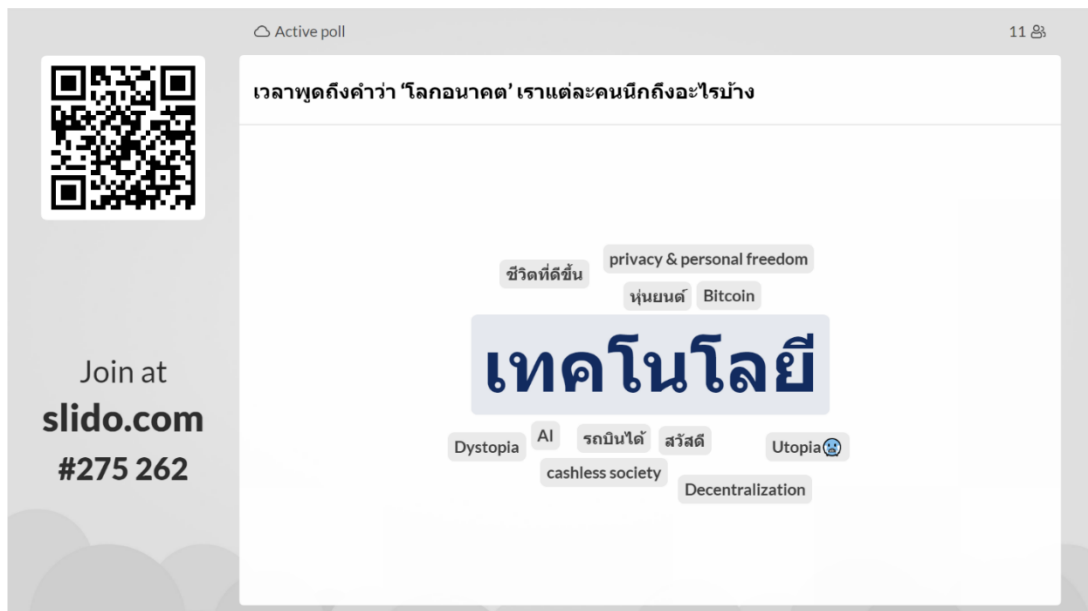 Active poll
11
เวลาพูดถึงคำว่า ‘โลกอนาคต’ เราแต่ละคนนึกถึงอะไรบ้าง
Join at
slido.com
#275 262
ชีวิตที่ดีขึ้น
privacy & personal freedom
หุ่นยนต์
Bitcoin
เทคโนโลยี
Dystopia
AI
รถบินได้
สวัสดี
Utopia🥶
cashless society
Decentralization